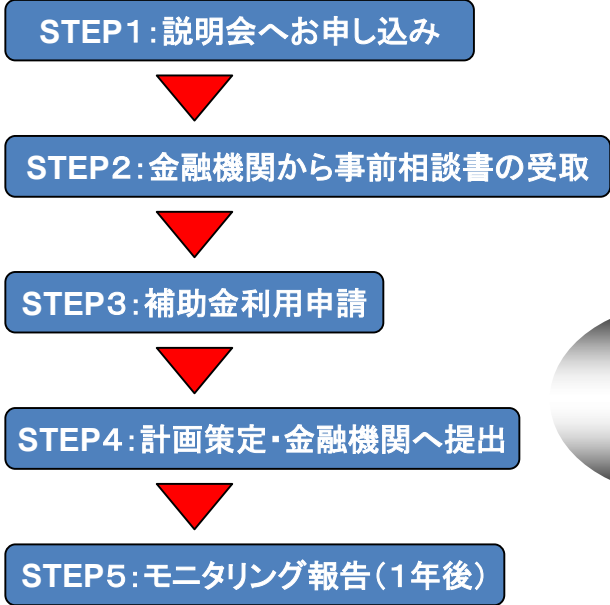 STEP1：説明会へお申し込み
STEP2：金融機関から事前相談書の受取
STEP3：補助金利用申請
STEP4：計画策定・金融機関へ提出
STEP5：モニタリング報告（１年後）